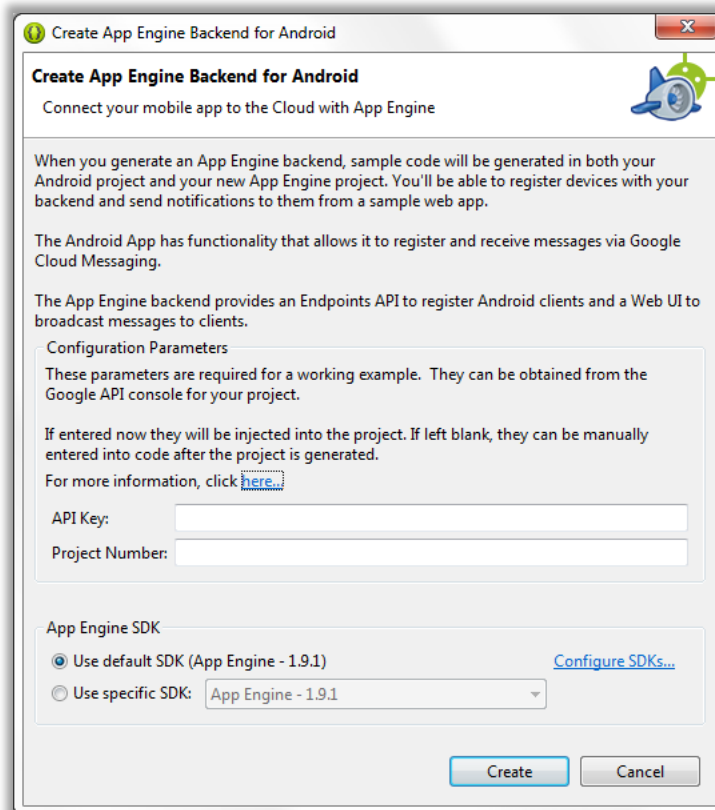 Create App Engine Backend for Android
Create App Engine Backend for Android
Connect your mobile app to the Cloud with App Engine
When you generate an App Engine backend, sample code will be generated in both your
Android project and your new App Engine project. You'll be able to register devices with your
backend and send notifications to them from a sample web app.
The Android App has functionality that allows it to register and receive messages via Google
Cloud Messaging.
The App Engine backend provides an Endpoints API to register Android clients and a Web UI to
broadcast messages to clients.
Configuration Parameters
These parameters are required for a working example.  They can be obtained from the
Google API console for your project.
If entered now they will be injected into the project. If left blank, they can be manually
entered into code after the project is generated.
For more information, click here...
API Key:
Project Number:
App Engine SDK
Use default SDK (App Engine - 1.9.1) Configure SDKs...
Use specific SDK: App Engine - 1.9.1
Create Cancel